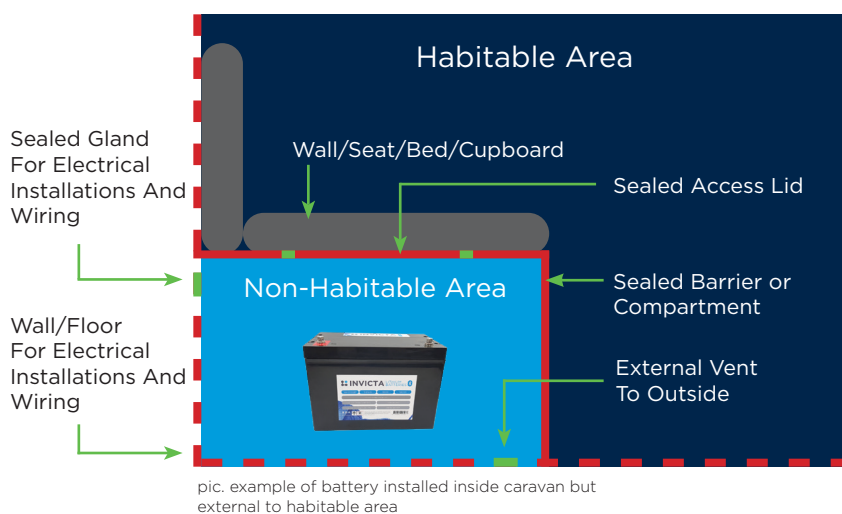 Habitable Area
Sealed Gland
For Electrical
Installations And
Wiring
Wall/Seat/Bed/Cupboard
Sealed Access Lid
Non-Habitable Area
Sealed Barrier or
Compartment
Wall/Floor
For Electrical
Installations And
Wiring
External Vent
To Outside
INVICTA
pic. example of battery installed inside caravan but
external to habitable area